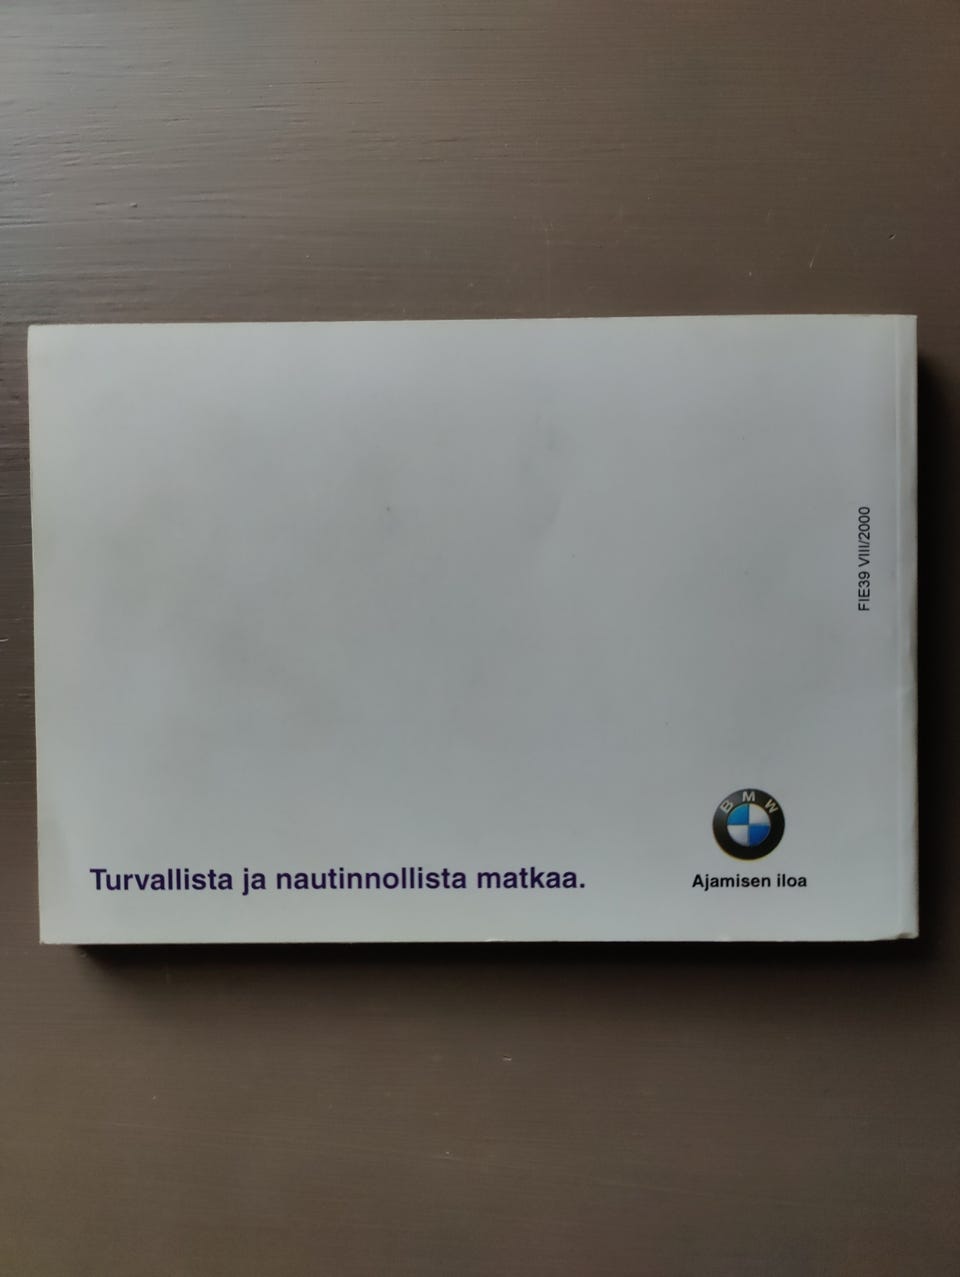 FIE39 VIII/2000
BMW
Turvallista ja nautinnollista matkaa.
Ajamisen iloa